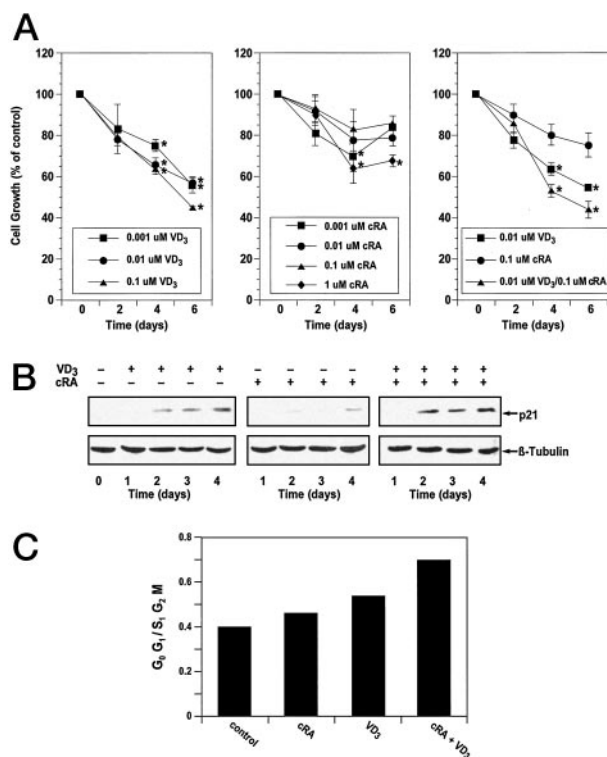 A
Cell Growth (% of control)
120
100
80
60
40
20
0
0 2 4 6
Time (days)
0.001 uM VD3
0.01 uM VD3
0.1 uM VD3
120
100
80
60
40
20
0
0 2 4 6
Time (days)
0.001 uM cRA
0.01 uM cRA
0.1 uM cRA
1 uM cRA
120
100
80
60
40
20
0
0 2 4 6
Time (days)
0.01 uM VD3
0.1 uM cRA
0.01 uM VD3/0.1 uM cRA
* * * * * * * * * * * *
B
VD3 – + + + + – – – – + + + +
cRA – – – – – + + + + + + + +
p21
ß-Tubulin
0 1 2 3 4 1 2 3 4 1 2 3 4
Time (days) Time (days) Time (days)
C
G0 G1 / S1 G2 M
0.8
0.6
0.4
0.2
0
control cRA VD3 cRA + VD2